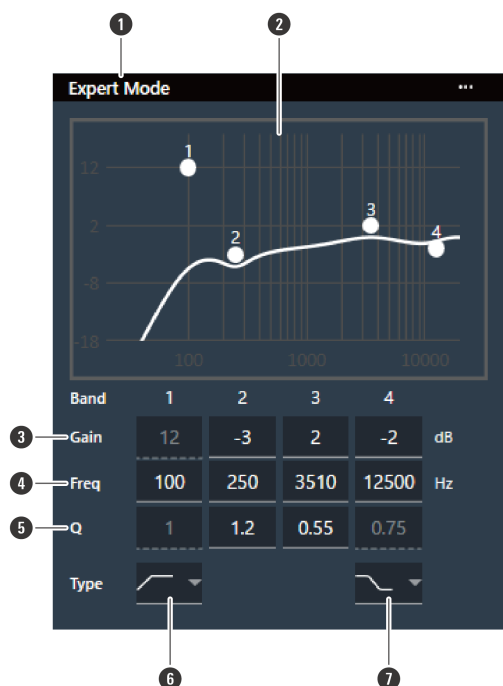 1 2
Expert Mode ...
12
2
-8
-18
1 2 3 4
100 1000 10000
Band 1 2 3 4
3 Gain 12 -3 2 -2 dB
4 Freq 100 250 3510 12500 Hz
5 Q 1 1.2 0.55 0.75
Type
6 7